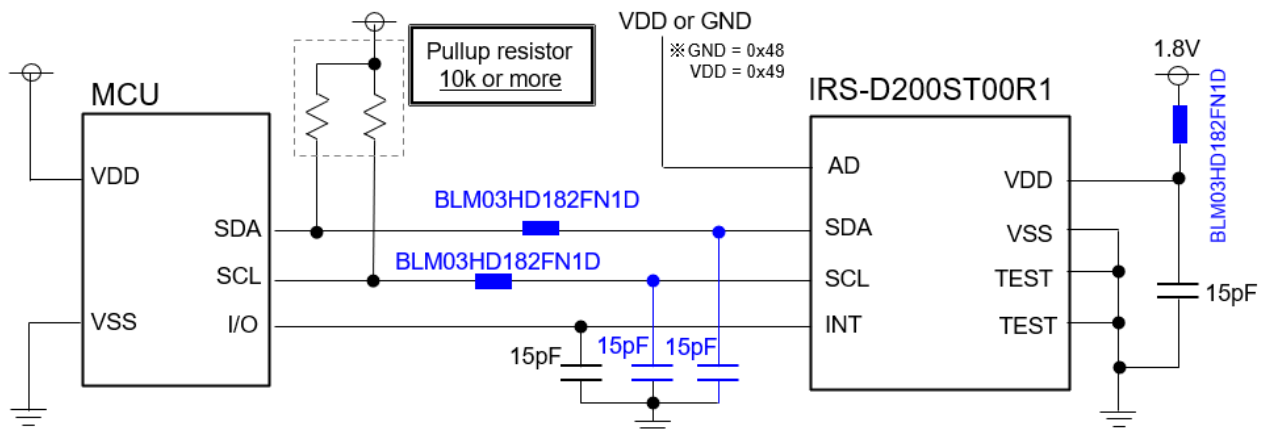 VDD or GND
※GND = 0x48
VDD = 0x49
Pullup resistor
10k or more
1.8V
BLM03HD182FN1D
MCU
IRS-D200ST00R1
VDD
SDA
SCL
I/O
VSS
BLM03HD182FN1D
BLM03HD182FN1D
AD
SDA
SCL
INT
VDD
VSS
TEST
TEST
15pF
15pF
15pF
15pF